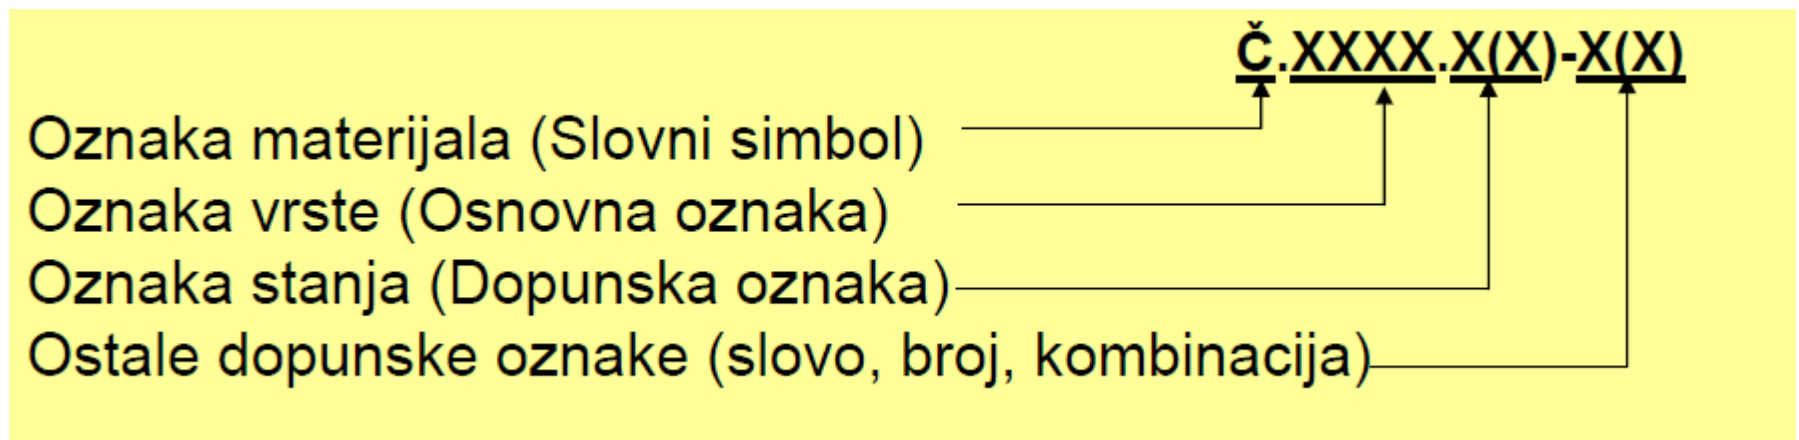 Č.XXXX.X(X)-X(X)
Oznaka materijala (Slovni simbol)
Oznaka vrste (Osnovna oznaka)
Oznaka stanja (Dopunska oznaka)
Ostale dopunske oznake (slovo, broj, kombinacija)